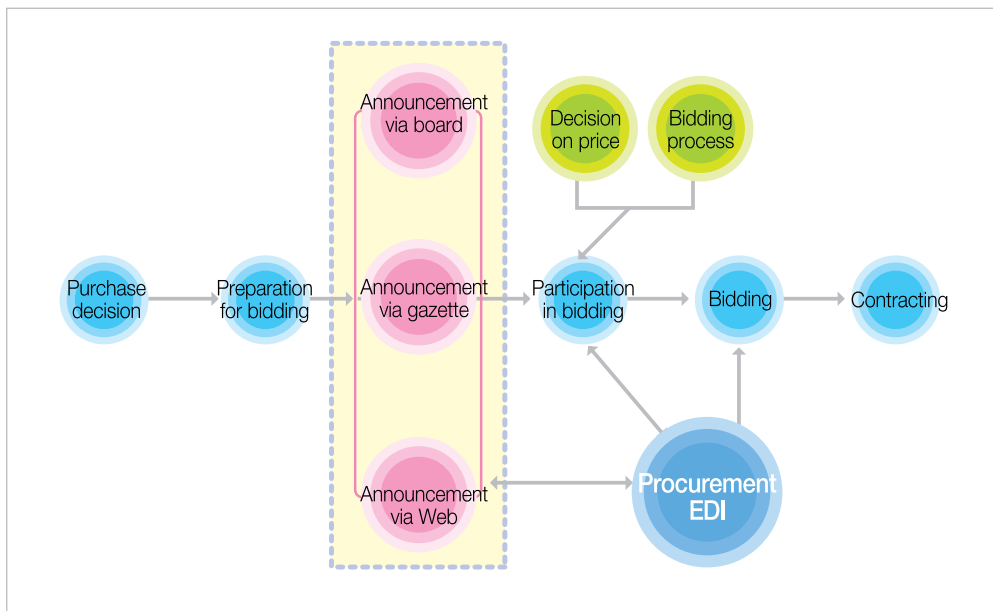 Announcement
via board
Decision
on price
Bidding
process
Purchase
decision
Preparation
for bidding
Announcement
via gazette
Participation
in bidding
Bidding
Contracting
Announcement
via Web
Procurement
EDI